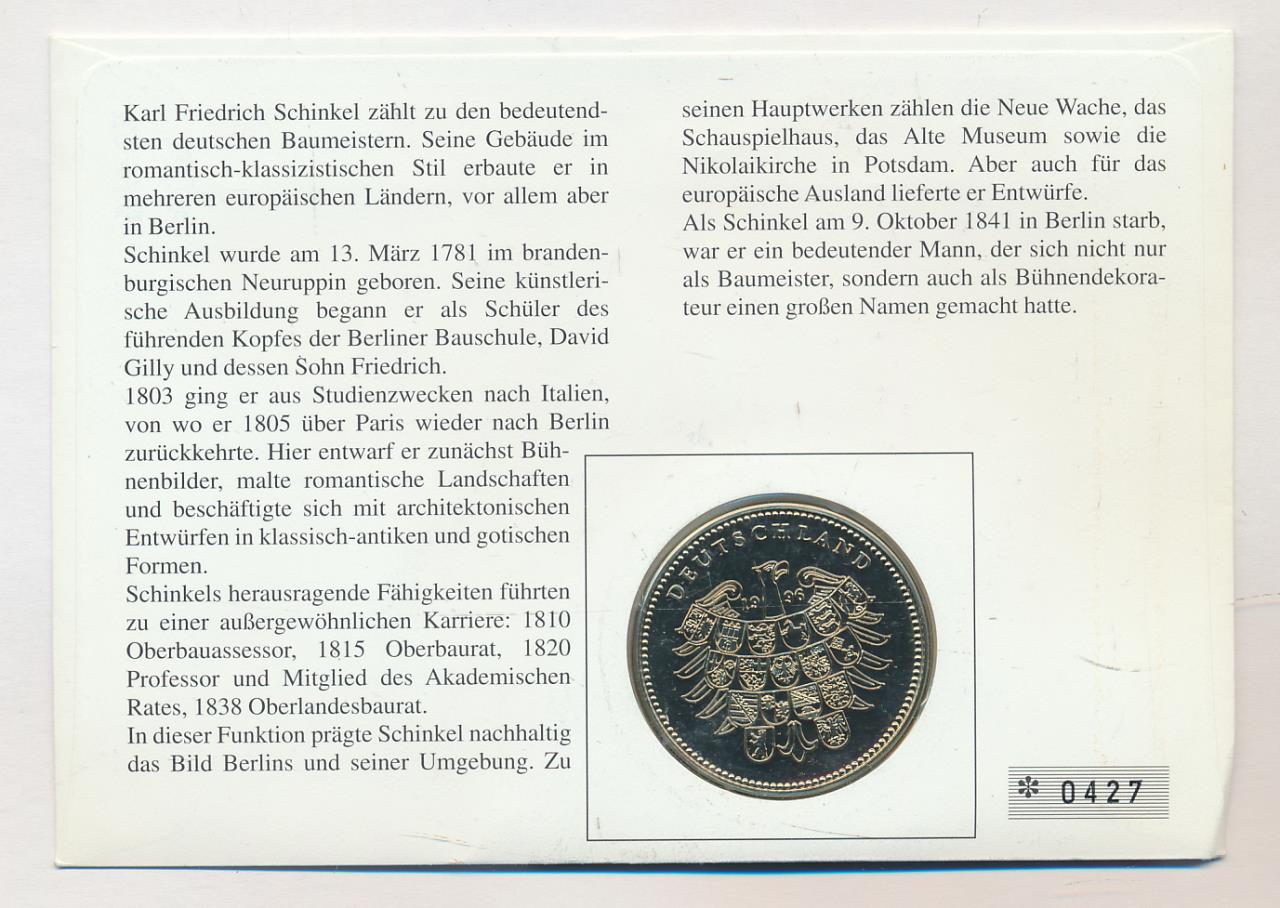 Karl Friedrich Schinkel zählt zu den bedeutend-
sten deutschen Baumeistern. Seine Gebäude im
romantisch-klassizistischen Stil erbaute er in
mehreren europäischen Ländern, vor allem aber
in Berlin.
Schinkel wurde am 13. März 1781 im branden-
burgischen Neuruppin geboren. Seine künstleri-
sche Ausbildung begann er als Schüler des
führenden Kopfes der Berliner Bauschule, David
Gilly und dessen Sohn Friedrich.
1803 ging er aus Studienzwecken nach Italien,
von wo er 1805 über Paris wieder nach Berlin
zurückkehrte. Hier entwarf er zunächst Büh-
nenbilder, malte romantische Landschaften
und beschäftigte sich mit architektonischen
Entwürfen in klassisch-antiken und gotischen
Formen.
Schinkels herausragende Fähigkeiten führten
zu einer außergewöhnlichen Karriere: 1810
Oberbauassessor, 1815 Oberbaurat, 1820
Professor und Mitglied des Akademischen
Rates, 1838 Oberlandesbaurat.
In dieser Funktion prägte Schinkel nachhaltig
das Bild Berlins und seiner Umgebung. Zu
seinen Hauptwerken zählen die Neue Wache, das
Schauspielhaus, das Alte Museum sowie die
Nikolaikirche in Potsdam. Aber auch für das
europäische Ausland lieferte er Entwürfe.
Als Schinkel am 9. Oktober 1841 in Berlin starb,
war er ein bedeutender Mann, der sich nicht nur
als Baumeister, sondern auch als Bühnendekora-
teur einen großen Namen gemacht hatte.
DEUTSCHLAND
1996
* 0427